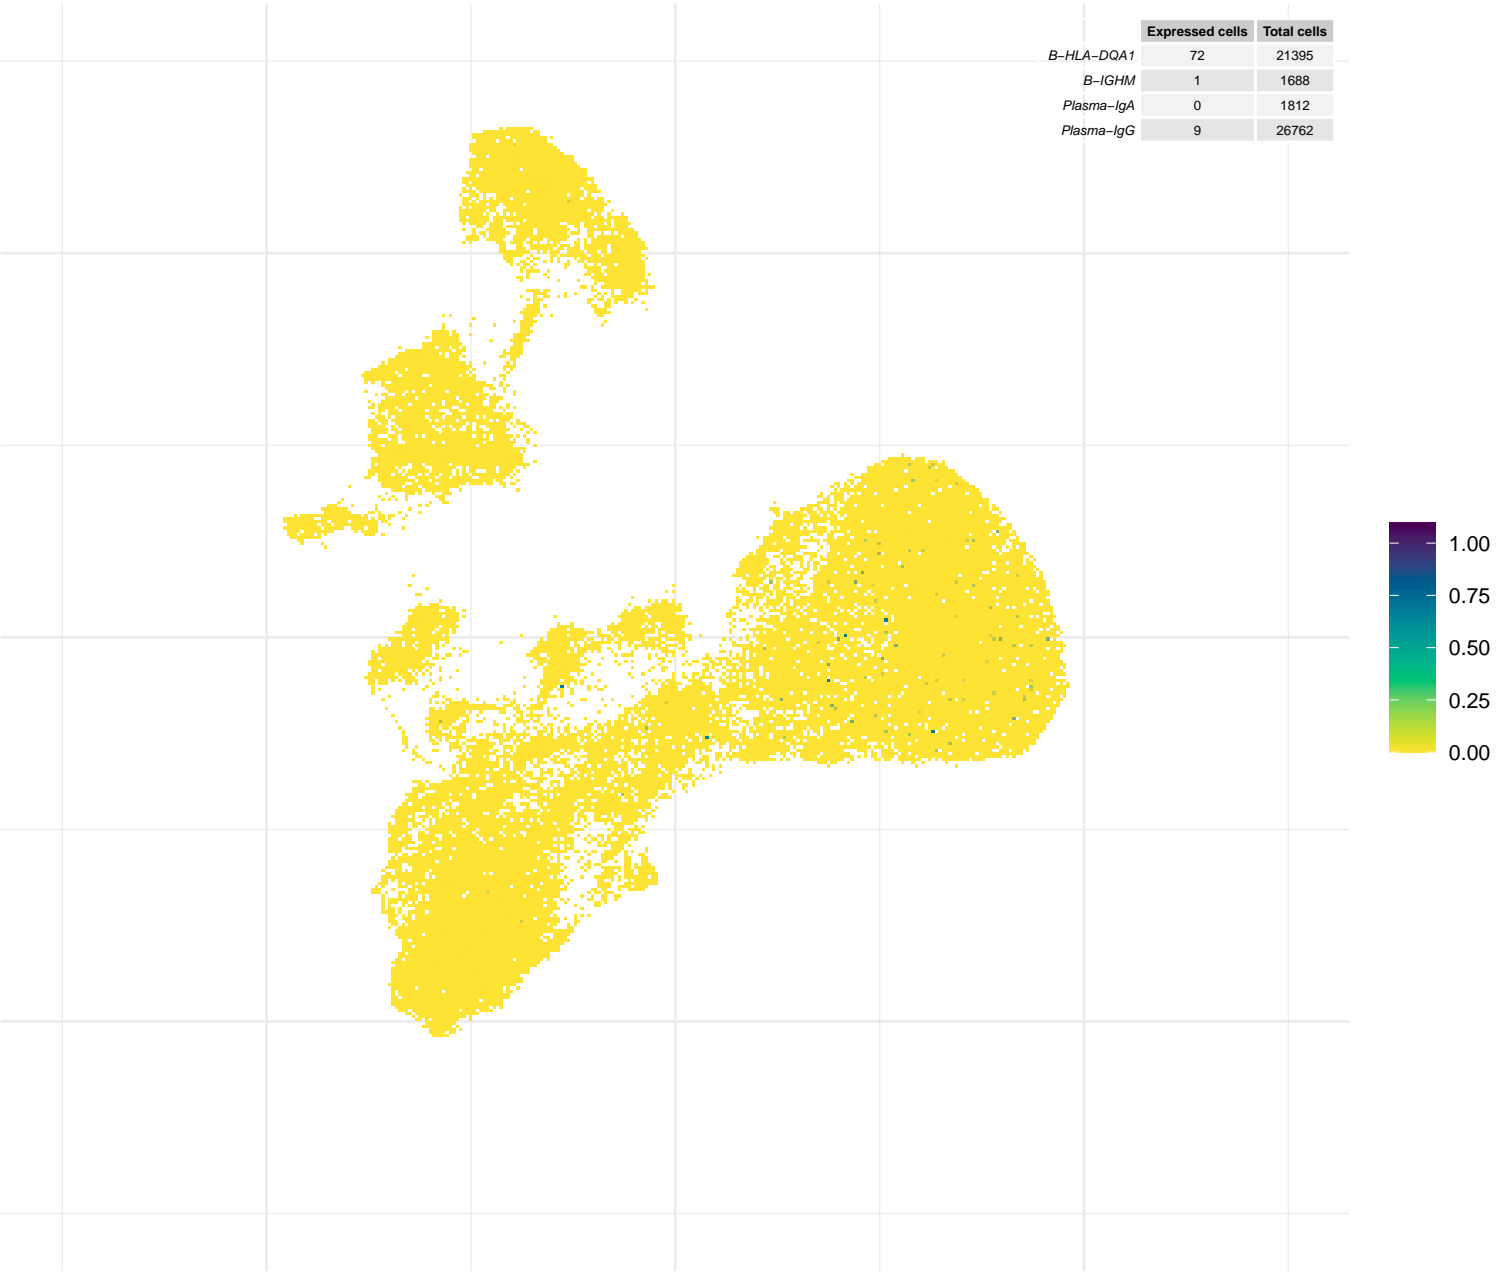 Expressed cells Total cells
B−HLA−DQA1 72 21395
B−IGHM 1 1688
Plasma−IgA 0 1812
Plasma−IgG 9 26762
1.00
0.75
0.50
0.25
0.00